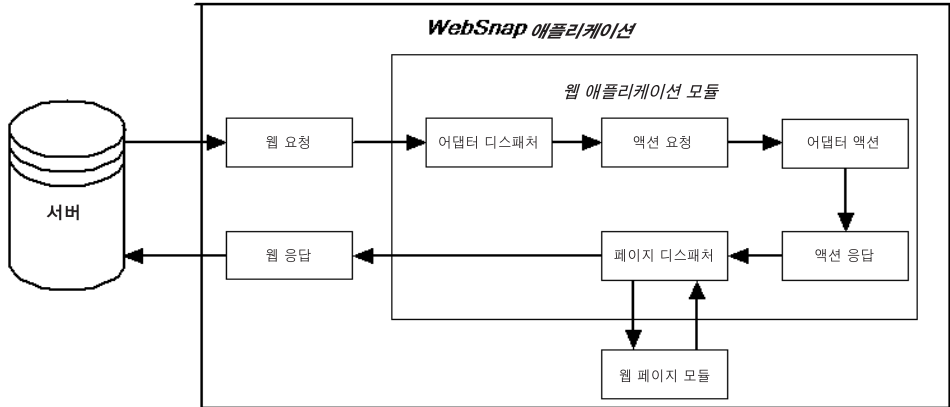 WebSnap 애플리케이션
웹 애플리케이션 모듈
웹 요청
어댑터 디스패처
액션 요청
어댑터 액션
서버
웹 응답
페이지 디스패처
액션 응답
웹 페이지 모듈